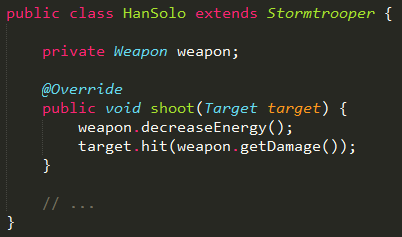 public class HanSolo extends Stormtrooper {
private Weapon weapon;
@Override
public void shoot(Target target) {
weapon.decreaseEnergy();
target.hit(weapon.getDamage());
}
// ...
}